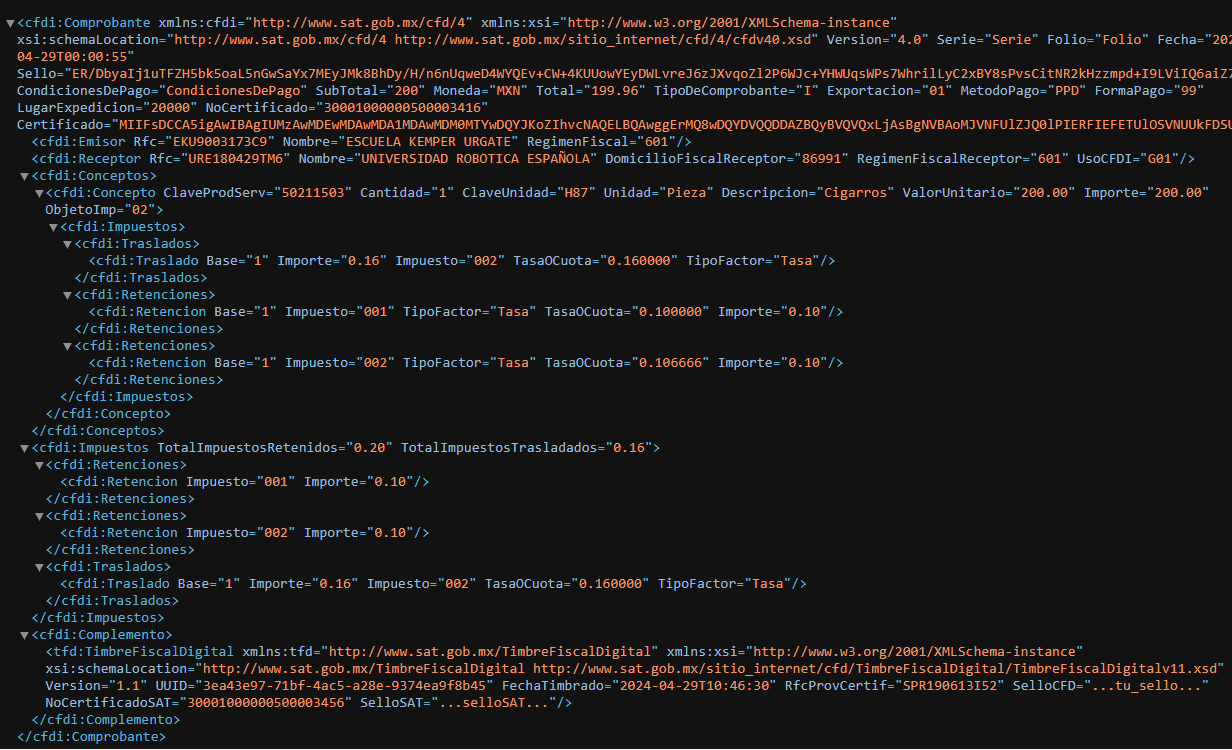 ▼<cfdi:Comprobante xmlns:cfdi="http://www.sat.gob.mx/cfd/4" xmlns:xsi="http://www.w3.org/2001/XMLSchema-instance"
xsi:schemaLocation="http://www.sat.gob.mx/cfd/4 http://www.sat.gob.mx/sitio_internet/cfd/4/cfdv40.xsd" Version="4.0" Serie="Serie" Folio="Folio" Fecha="202
04-29T00:00:55"
Sello="ER/DbyaIj1uTFZH5bk5oaL5nGwSaYx7MEyJMk8BhDy/H/n6nUqweD4WYQEv+CW+4KUUowYEyDWLvreJ6zJXvqoZl2P6WJc+YHWUqsWPs7WhrilLyC2xBY8sPvsCitNR2kHzzmpd+I9LViIQ6aiZ7
CondicionesDePago="CondicionesDePago" SubTotal="200" Moneda="MXN" Total="199.96" TipoDeComprobante="I" Exportacion="01" MetodoPago="PPD" FormaPago="99"
LugarExpedicion="20000" NoCertificado="30001000000500003416"
Certificado="MIIFsDCCA5igAwIBAgIUMzAwMDEwMDAwMDA1MDAwMDM0MTYwDQYJKoZIhvcNAQELBQAwggErMQ8wDQYDVQQDDAZBQyBVQVQxLjAsBgNVBAoMJVNFUlZJQ0lPIERFIEFETUlOSVNUUkFDSU
<cfdi:Emisor Rfc="EKU9003173C9" Nombre="ESCUELA KEMPER URGATE" RegimenFiscal="601"/>
<cfdi:Receptor Rfc="URE180429TM6" Nombre="UNIVERSIDAD ROBOTICA ESPAÑOLA" DomicilioFiscalReceptor="86991" RegimenFiscalReceptor="601" UsoCFDI="G01"/>
▼<cfdi:Conceptos>
▼<cfdi:Concepto ClaveProdServ="50211503" Cantidad="1" ClaveUnidad="H87" Unidad="Pieza" Descripcion="Cigarros" ValorUnitario="200.00" Importe="200.00"
ObjetoImp="02">
▼<cfdi:Impuestos>
▼<cfdi:Traslados>
<cfdi:Traslado Base="1" Importe="0.16" Impuesto="002" TasaOCuota="0.160000" TipoFactor="Tasa"/>
</cfdi:Traslados>
▼<cfdi:Retenciones>
<cfdi:Retencion Base="1" Impuesto="001" TipoFactor="Tasa" TasaOCuota="0.100000" Importe="0.10"/>
</cfdi:Retenciones>
▼<cfdi:Retenciones>
<cfdi:Retencion Base="1" Impuesto="002" TipoFactor="Tasa" TasaOCuota="0.106666" Importe="0.10"/>
</cfdi:Retenciones>
</cfdi:Impuestos>
</cfdi:Concepto>
</cfdi:Conceptos>
▼<cfdi:Impuestos TotalImpuestosRetenidos="0.20" TotalImpuestosTrasladados="0.16">
▼<cfdi:Retenciones>
<cfdi:Retencion Impuesto="001" Importe="0.10"/>
</cfdi:Retenciones>
▼<cfdi:Retenciones>
<cfdi:Retencion Impuesto="002" Importe="0.10"/>
</cfdi:Retenciones>
▼<cfdi:Traslados>
<cfdi:Traslado Base="1" Importe="0.16" Impuesto="002" TasaOCuota="0.160000" TipoFactor="Tasa"/>
</cfdi:Traslados>
</cfdi:Impuestos>
▼<cfdi:Complemento>
<tfd:TimbreFiscalDigital xmlns:tfd="http://www.sat.gob.mx/TimbreFiscalDigital" xmlns:xsi="http://www.w3.org/2001/XMLSchema-instance"
xsi:schemaLocation="http://www.sat.gob.mx/TimbreFiscalDigital http://www.sat.gob.mx/sitio_internet/cfd/TimbreFiscalDigital/TimbreFiscalDigitalv11.xsd"
Version="1.1" UUID="3ea43e97-71bf-4ac5-a28e-9374ea9f8b45" FechaTimbrado="2024-04-29T10:46:30" RfcProvCertif="SPR190613I52" SelloCFD="...tu_sello..."
NoCertificadoSAT="30001000000500003456" SelloSAT="...selloSAT..."/>
</cfdi:Complemento>
</cfdi:Comprobante>